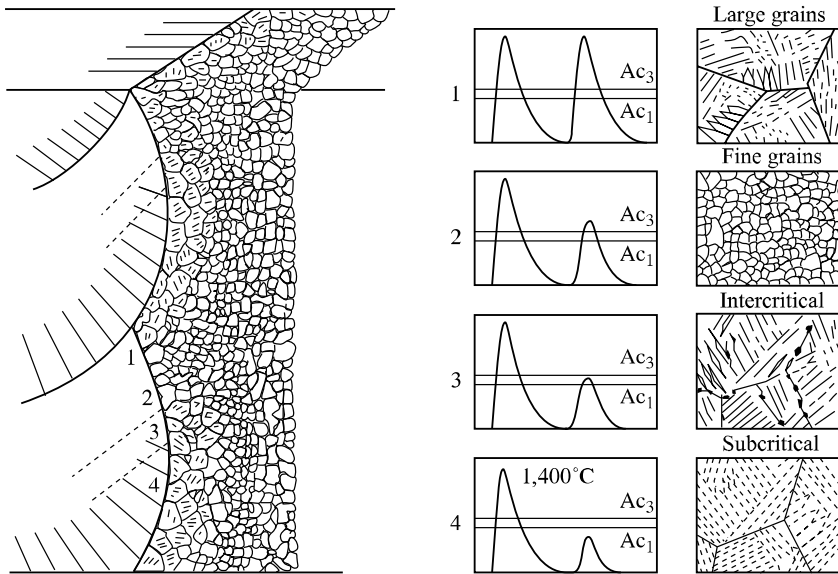 1
2
3
4
1
Ac₃
Ac₁
Large grains
2
Ac₃
Ac₁
Fine grains
3
Ac₃
Ac₁
Intercritical
4
1,400°C
Ac₃
Ac₁
Subcritical